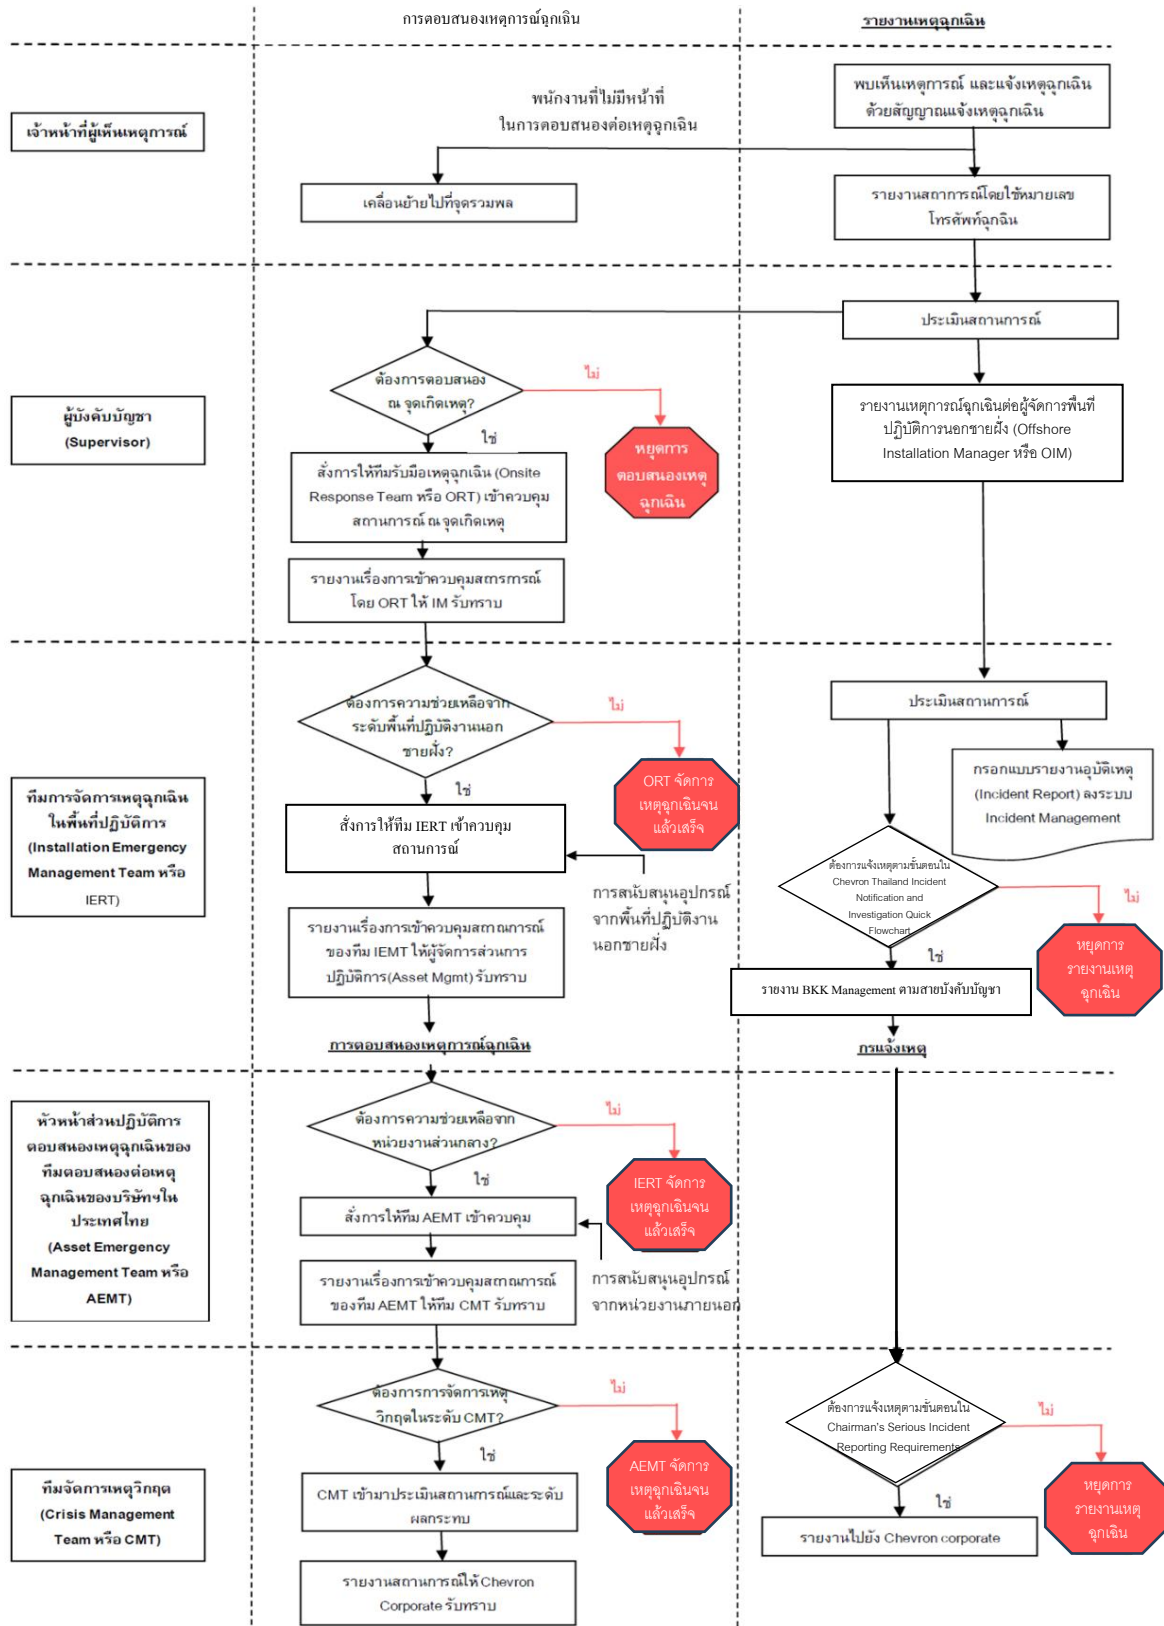 การตอบสนองเหตุการณ์ฉุกเฉิน
รายงานเหตุฉุกเฉิน
เจ้าหน้าที่ผู้เห็นเหตุการณ์
พนักงานที่ไม่มีหน้าที่
ในการตอบสนองต่อเหตุฉุกเฉิน
พบเห็นเหตุการณ์ และแจ้งเหตุฉุกเฉิน
ด้วยสัญญาณแจ้งเหตุฉุกเฉิน
เคลื่อนย้ายไปที่จุดรวมพล
รายงานสถาการณ์โดยใช้หมายเลข
โทรศัพท์ฉุกฉิน
ผู้บังคับบัญชา
(Supervisor)
ประเมินสถานการณ์
ต้องการตอบสนอง
ณ จุดเกิดเหตุ?
ไม่
ใช่
หยุดการ
ตอบสนองเหตุ
ฉุกเฉิน
รายงานเหตุการณ์ฉุกเฉินต่อผู้จัดการพื้นที่
ปฏิบัติการนอกชายฝั่ง (Offshore
Installation Manager หรือ OIM)
สั่งการให้ทีมรับมือเหตุฉุกเฉิน (Onsite
Response Team หรือ ORT) เข้าควบคุม
สถานการณ์ ณ จุดเกิดเหตุ
รายงานเรื่องการเข้าควบคุมสถารการณ์
โดย ORT ให้ IM รับทราบ
ทีมการจัดการเหตุฉุกเฉิน
ในพื้นที่ปฏิบัติการ
(Installation Emergency
Management Team หรือ
IERT)
ต้องการความช่วยเหลือจาก
ระดับพื้นที่ปฏิบัติงานนอก
ชายฝั่ง?
ไม่
ใช่
ORT จัดการ
เหตุฉุกเฉินจน
แล้วเสร็จ
ประเมินสถานการณ์
กรอกแบบรายงานอุบัติเหตุ
(Incident Report) ลงระบบ
Incident Management
สั่งการให้ทีม IERT เข้าควบคุม
สถานการณ์
การสนับสนุนอุปกรณ์
จากพื้นที่ปฏิบัติงาน
นอกชายฝั่ง
ต้องการแจ้งเหตุตามขั้นตอนใน
Chevron Thailand Incident
Notification and
Investigation Quick
Flowchart
ไม่
ใช่
หยุดการ
รายงานเหตุ
ฉุกเฉิน
รายงานเรื่องการเข้าควบคุมสถาณการณ์
ของทีม IEMT ให้ผู้จัดการส่วนการ
ปฏิบัติการ(Asset Mgmt) รับทราบ
รายงาน BKK Management ตามสายบังคับบัญชา
การตอบสนองเหตุการณ์ฉุกเฉิน
กรแจ้งเหตุ
หัวหน้าส่วนปฏิบัติการ
ตอบสนองเหตุฉุกเฉินของ
ทีมตอบสนองต่อเหตุ
ฉุกเฉินของบริษัทฯใน
ประเทศไทย
(Asset Emergency
Management Team หรือ
AEMT)
ต้องการความช่วยเหลือจาก
หน่วยงานส่วนกลาง?
ไม่
ใช่
IERT จัดการ
เหตุฉุกเฉินจน
แล้วเสร็จ
สั่งการให้ทีม AEMT เข้าควบคุม
การสนับสนุนอุปกรณ์
จากหน่วยงานภายนอก
รายงานเรื่องการเข้าควบคุมสถาณการณ์
ของทีม AEMT ให้ทีม CMT รับทราบ
ทีมจัดการเหตุวิกฤต
(Crisis Management
Team หรือ CMT)
ต้องการการจัดการเหตุ
วิกฤตในระดับ CMT?
ไม่
ใช่
AEMT จัดการ
เหตุฉุกเฉินจน
แล้วเสร็จ
ต้องการแจ้งเหตุตามขั้นตอนใน
Chairman's Serious Incident
Reporting Requirements
ไม่
ใช่
หยุดการ
รายงานเหตุ
ฉุกเฉิน
CMT เข้ามาประเมินสถานการณ์และระดับ
ผลกระทบ
รายงานไปยัง Chevron corporate
รายงานสถานการณ์ให้ Chevron
Corporate รับทราบ